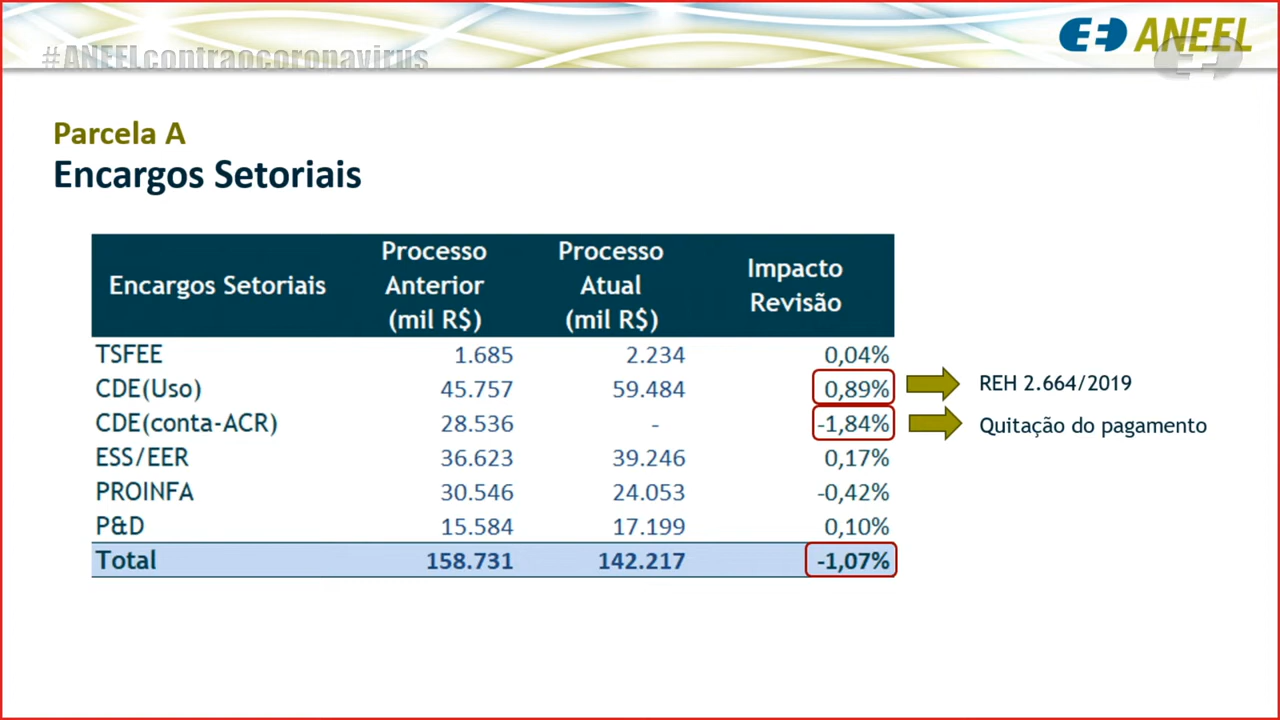 #ANEELcontraocoronavirus
ANEEL
Parcela A
Encargos Setoriais
Encargos Setoriais Processo Anterior (mil R$) Processo Atual (mil R$) Impacto Revisão
TSFEE 1.685 2.234 0,04%
CDE(Uso) 45.757 59.484 0,89% REH 2.664/2019
CDE(conta-ACR) 28.536 - -1,84% Quitação do pagamento
ESS/EER 36.623 39.246 0,17%
PROINFA 30.546 24.053 -0,42%
P&D 15.584 17.199 0,10%
Total 158.731 142.217 -1,07%